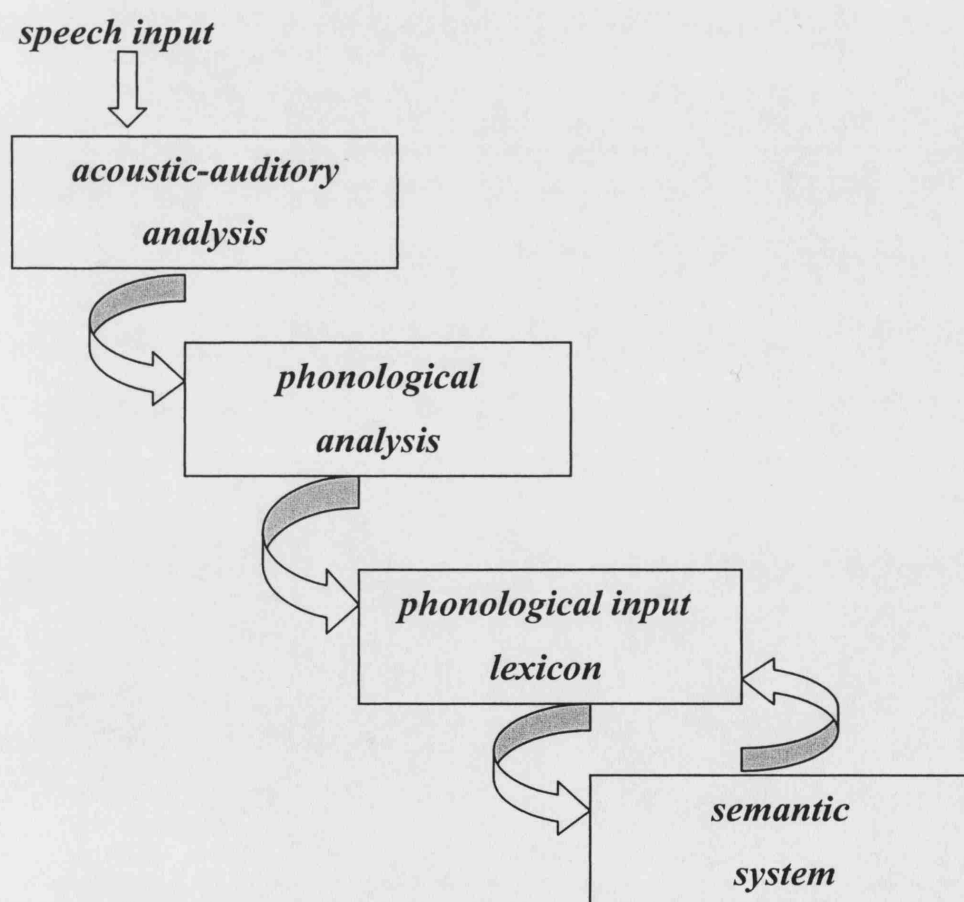 speech input
acoustic-auditory
analysis
phonological
analysis
phonological input
lexicon
semantic
system